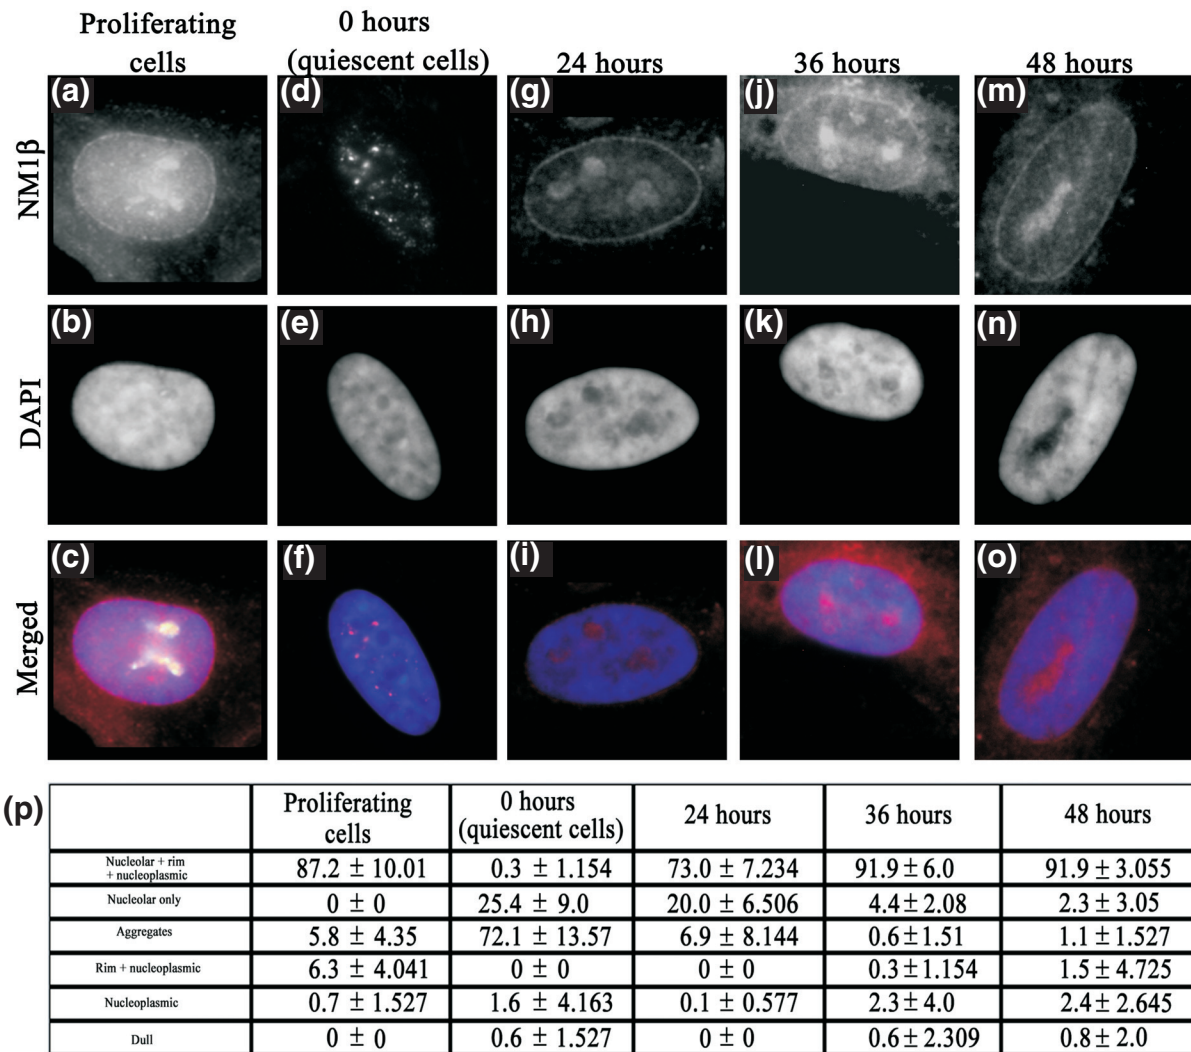 Proliferating
cells
0 hours
(quiescent cells)
24 hours
36 hours
48 hours
NM1β
(a)
(d)
(g)
(j)
(m)
DAPI
(b)
(e)
(h)
(k)
(n)
Merged
(c)
(f)
(i)
(l)
(o)
(p)
Proliferating
cells
0 hours
(quiescent cells)
24 hours
36 hours
48 hours
Nucleolar + rim
+ nucleoplasmic
87.2 ± 10.01
0.3 ± 1.154
73.0 ± 7.234
91.9 ± 6.0
91.9 ± 3.055
Nucleolar only
0 ± 0
25.4 ± 9.0
20.0 ± 6.506
4.4 ± 2.08
2.3 ± 3.05
Aggregates
5.8 ± 4.35
72.1 ± 13.57
6.9 ± 8.144
0.6 ± 1.51
1.1 ± 1.527
Rim + nucleoplasmic
6.3 ± 4.041
0 ± 0
0 ± 0
0.3 ± 1.154
1.5 ± 4.725
Nucleoplasmic
0.7 ± 1.527
1.6 ± 4.163
0.1 ± 0.577
2.3 ± 4.0
2.4 ± 2.645
Dull
0 ± 0
0.6 ± 1.527
0 ± 0
0.6 ± 2.309
0.8 ± 2.0